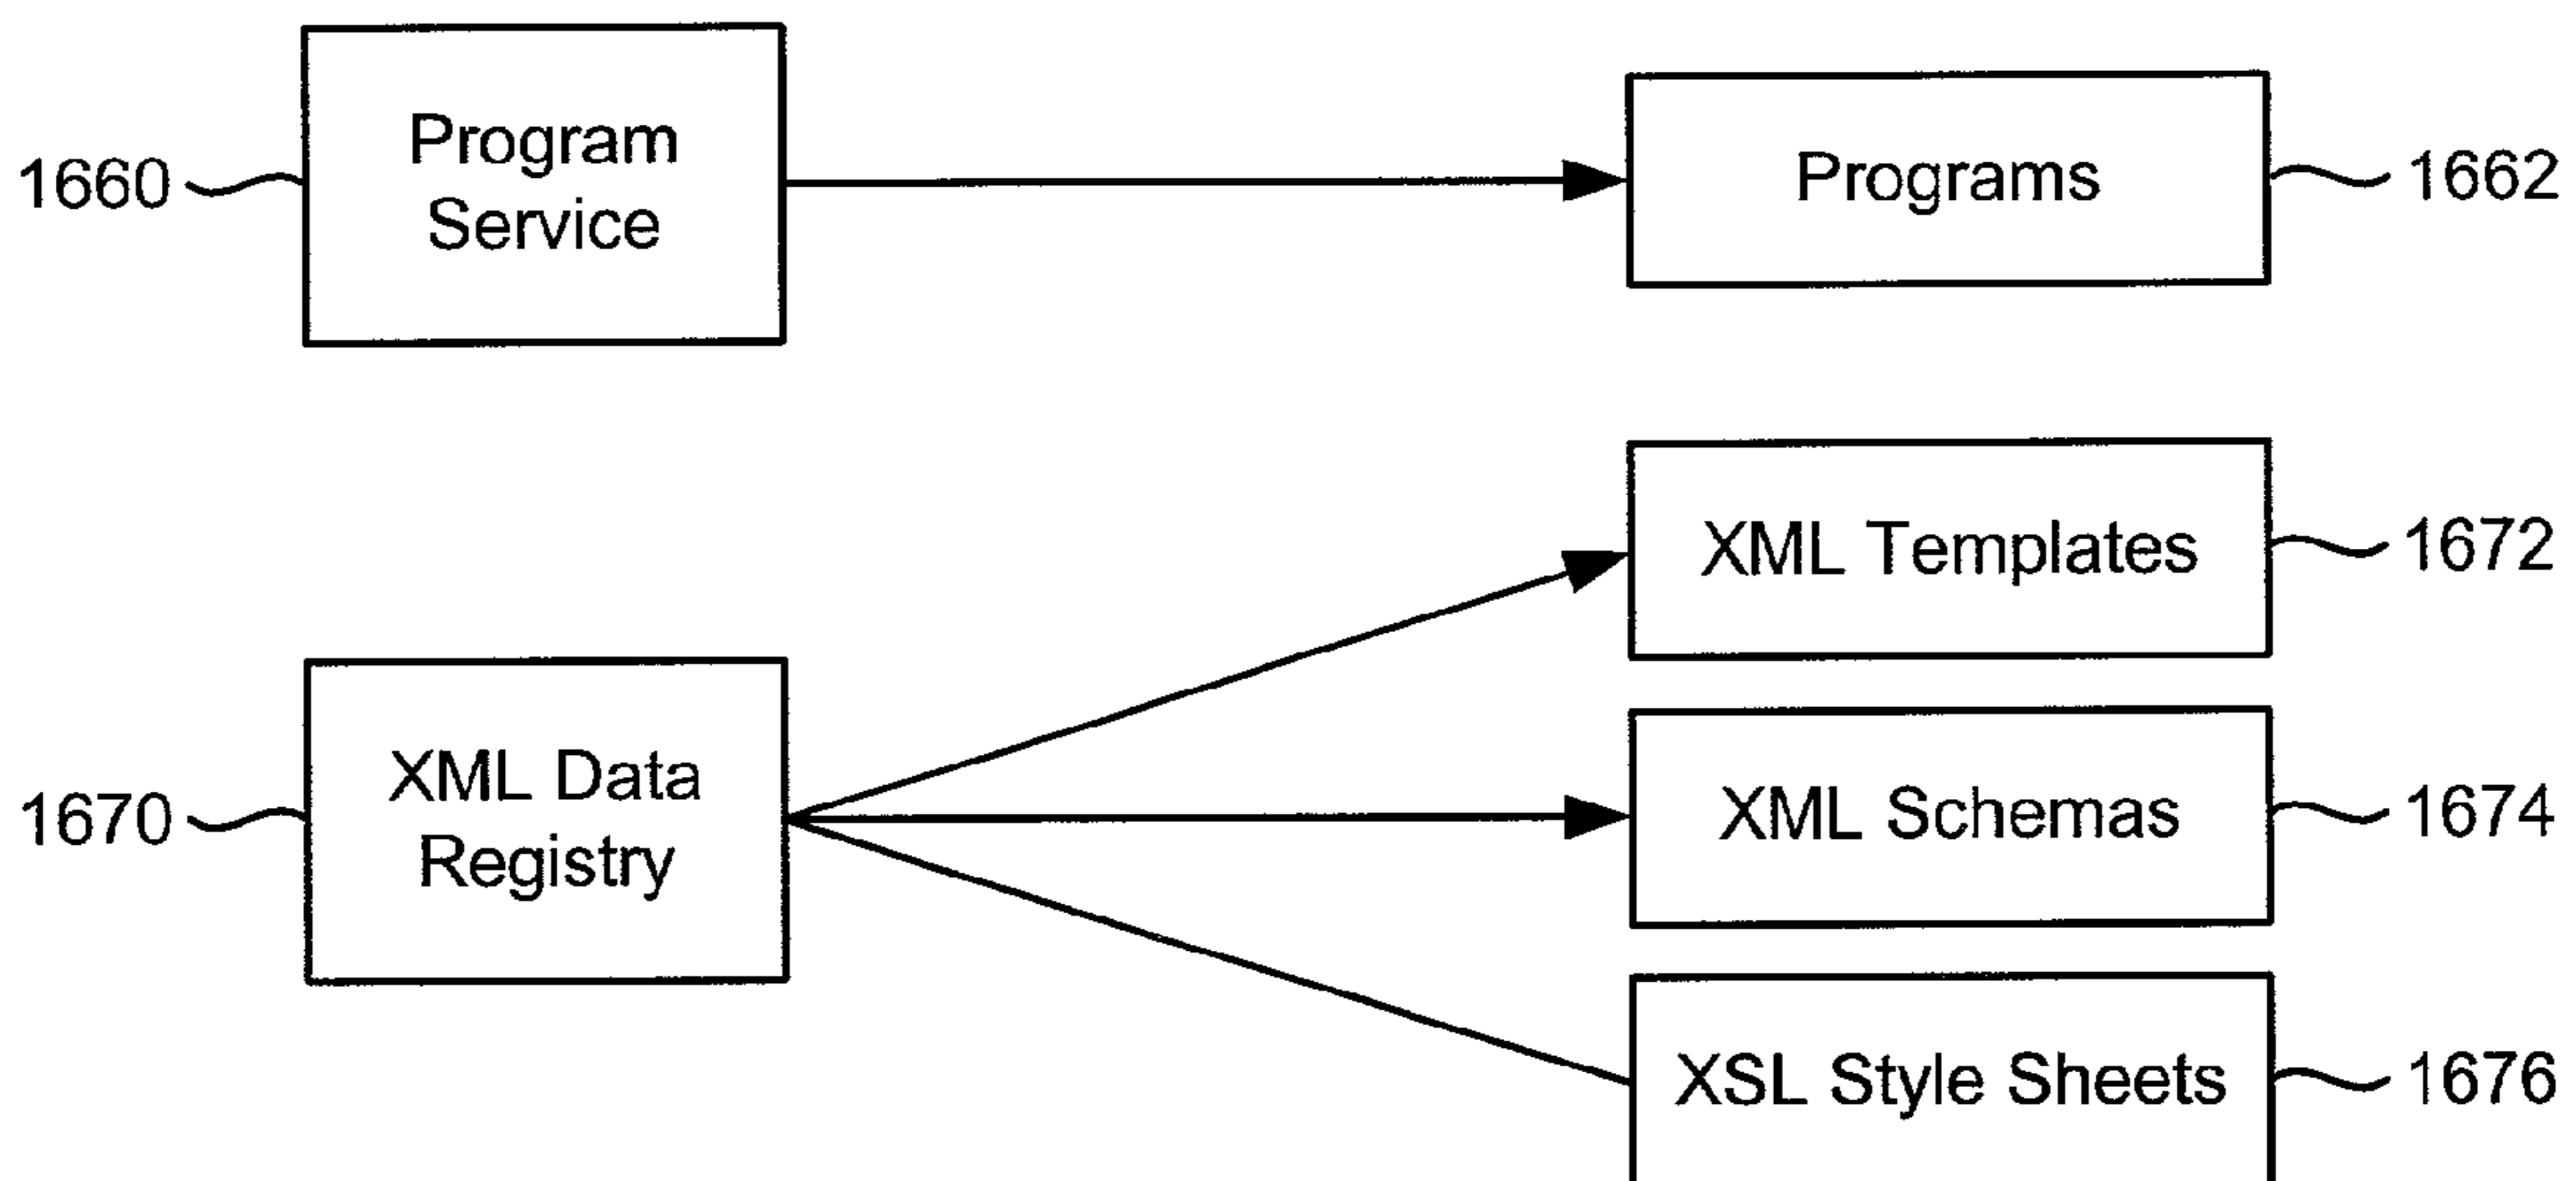 1660
Program
Service
Programs
1662
XML Templates
1672
1670
XML Data
Registry
XML Schemas
1674
XSL Style Sheets
1676